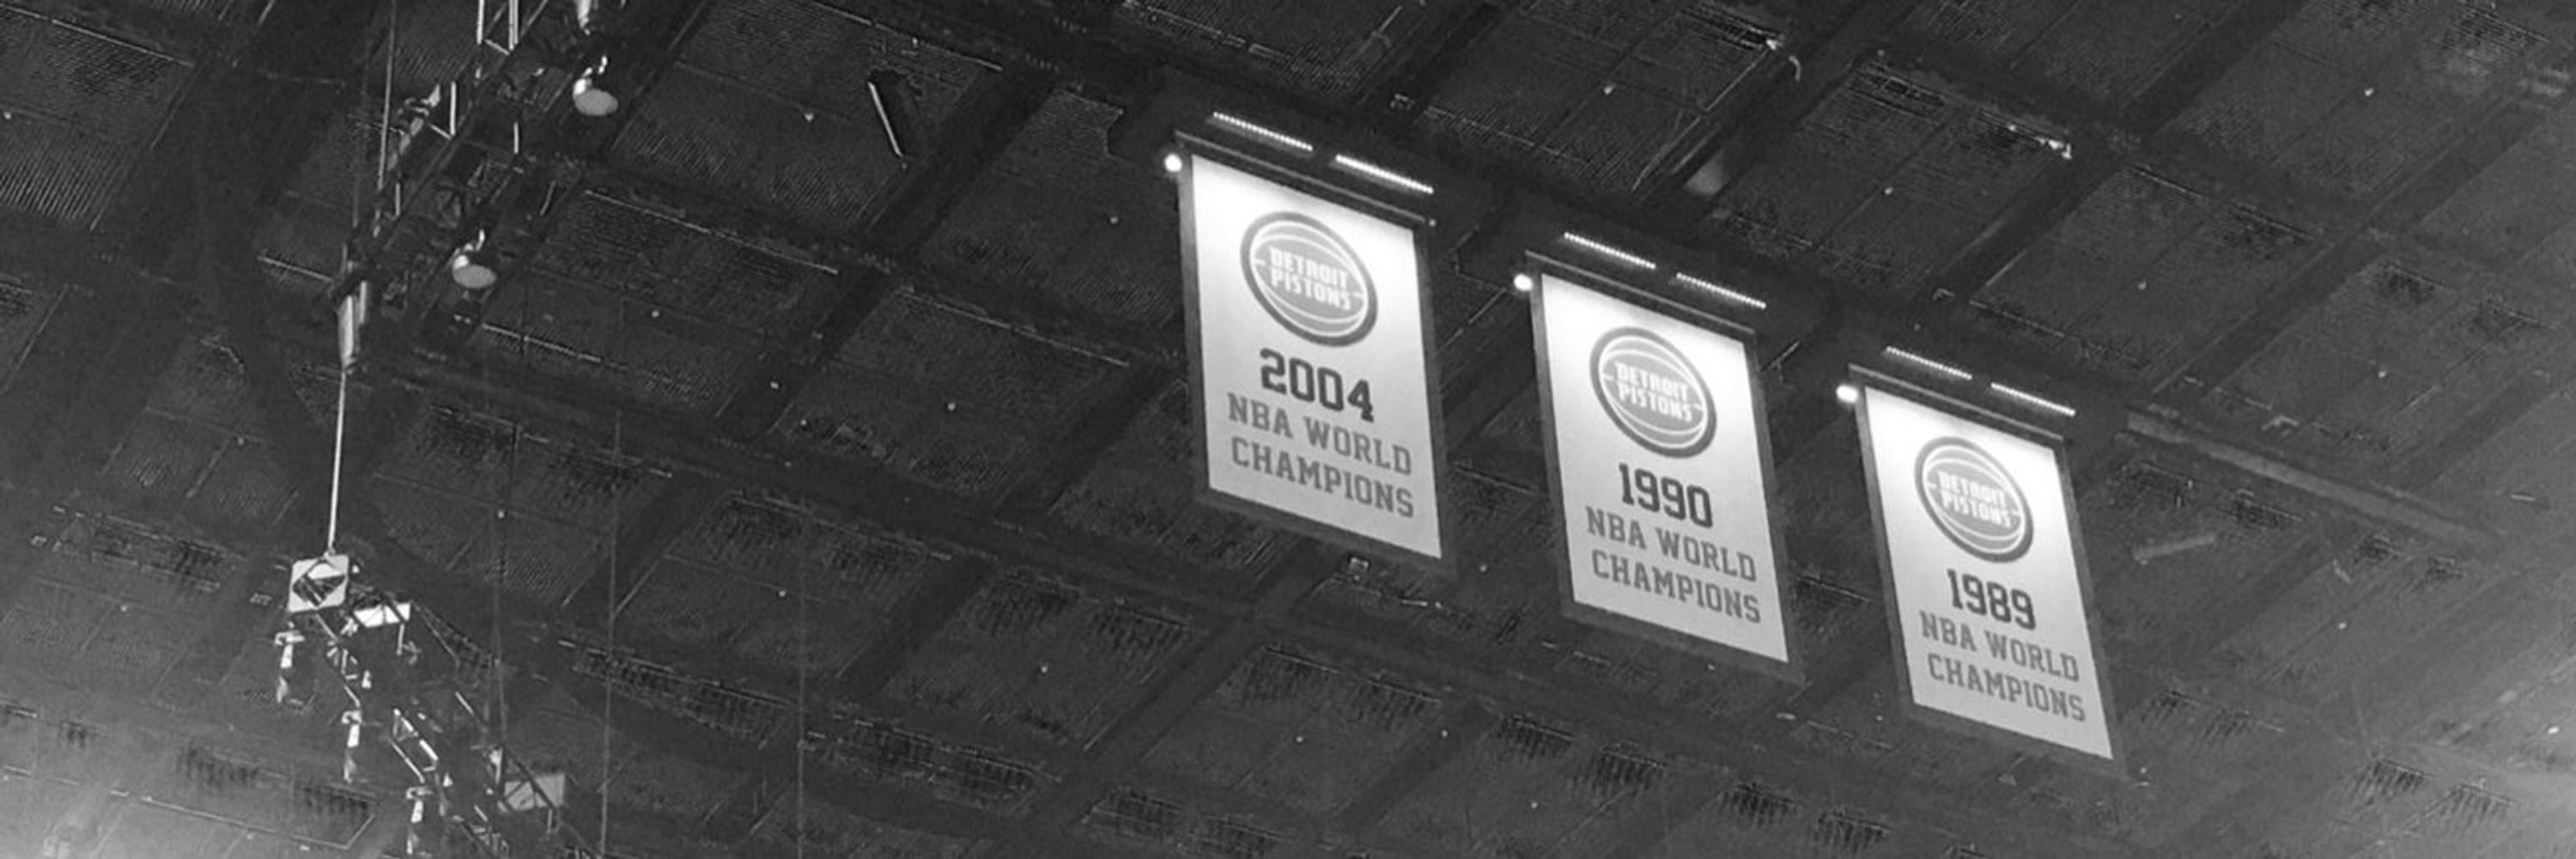 DETROIT
PISTONS
2004
NBA WORLD
CHAMPIONS
DETROIT
PISTONS
1990
NBA WORLD
CHAMPIONS
DETROIT
PISTONS
1989
NBA WORLD
CHAMPIONS